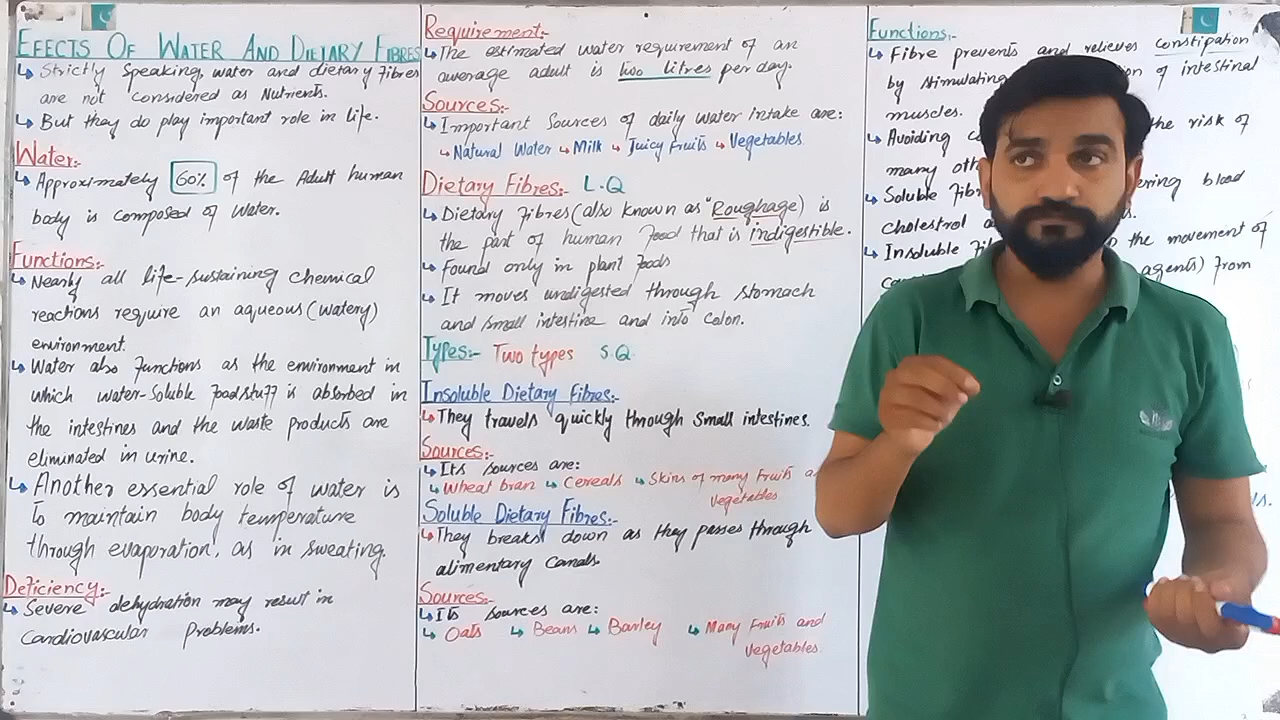 EFECTS OF WATER AND DIETARY FIBRES
Strictly Speaking, water and dietary Fibres
are not considered as Nutrients.
But they do play important role in life.
Water:-
Approximately 60% of the Adult human
body is composed of Water.
Functions:-
Nearly all life-sustaining chemical
reactions require an aqueous (watery)
environment.
Water also Functions as the environment in
which water-Soluble foodstuff is absorbed in
the intestines and the waste products are
eliminated in urine.
Another essential role of water is
To maintain body temperature
through evaporation, as in sweating.
Deficiency:-
Severe dehydration may result in
Cardiovascular Problems.
Requirement:-
The estimated water requirement of an
average adult is two litres per day.
Sources:-
Important Sources of daily water intake are:
Natural Water Milk Juicy Fruits Vegetables
Dietary Fibres:- L.Q
Dietary Fibres (also known as "Roughage) is
the part of human Food that is indigestible.
Found only in plant Foods
It moves undigested through stomach
and small intestine and into colon.
Types:- Two types S.Q
Insoluble Dietary Fibres:-
They travels quickly through Small intestines.
Sources:-
Its sources are:
Wheat bran Cereals Skins of many Fruits
vegetables.
Soluble Dietary Fibres:-
They breaks down as they passes through
alimentary Canals.
Sources:-
Its sources are:
Oats Beans Barley Many Fruits and
vegetables.
Functions:-
Fibre prevents and relieves constipation
by stimulating of intestinal
muscles.
Avoiding the risk of
many
Soluble blood
cholestrol
Insoluble the movement of
agents) From